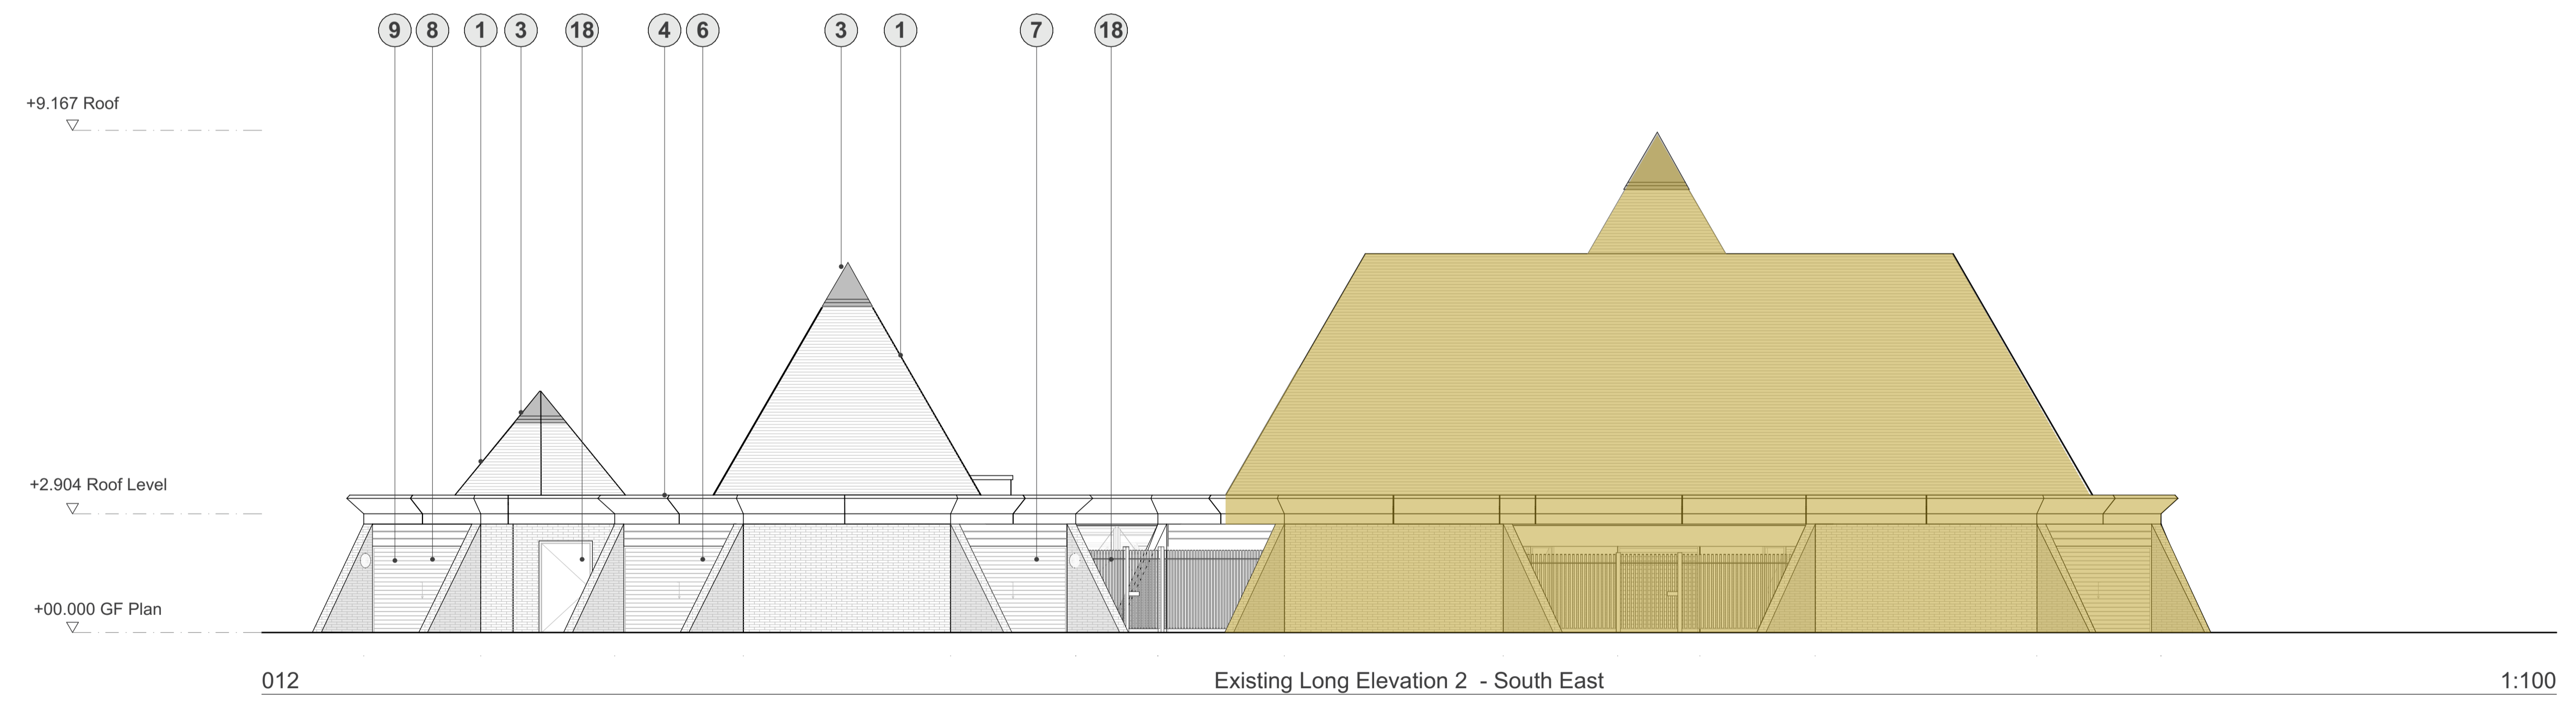 9 8 1 3 18 4 6 3 1 7 18
+9.167 Roof
+2.904 Roof Level
+00.000 GF Plan
012 Existing Long Elevation 2 - South East 1:100